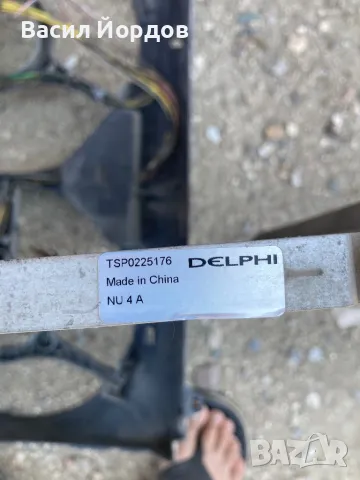 Васил Йордов
TSP0225176 DELPHI
Made in China
NU 4 A
BAZAR